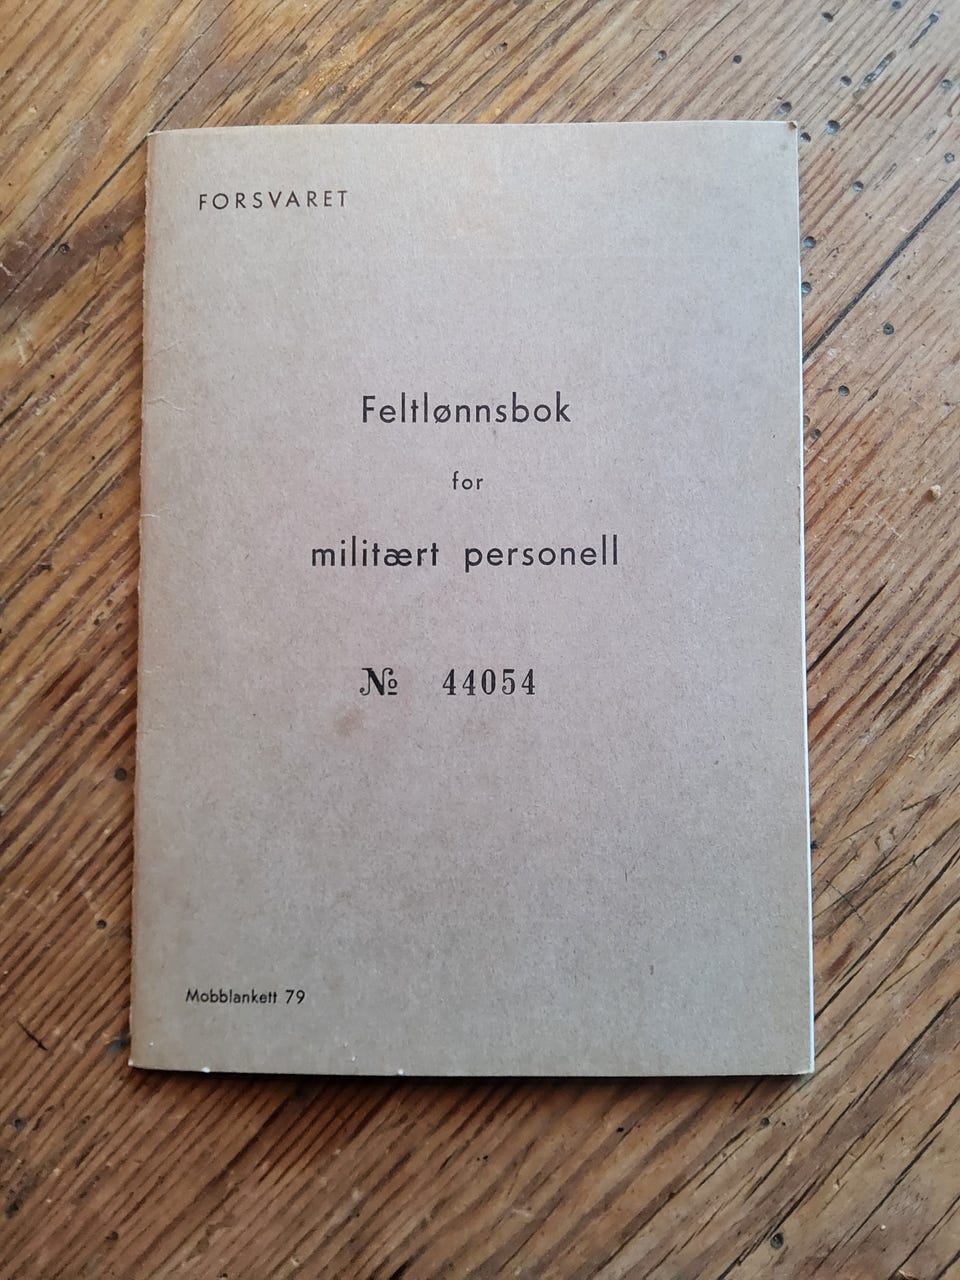 FORSVARET
Feltlønnsbok
for
militært personell
№ 44054
Mobblankett 79